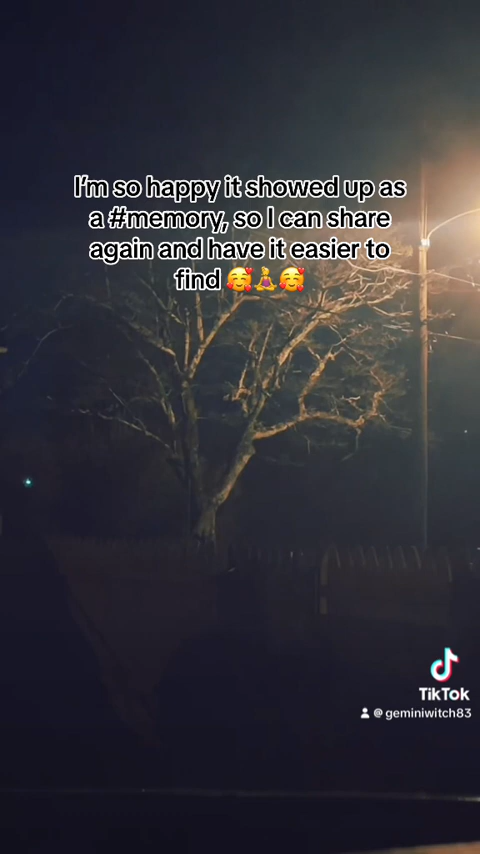 I'm so happy it showed up as
a #memory, so I can share
again and have it easier to
find 🥰🧘‍♀️🥰
TikTok
@geminiwitch83